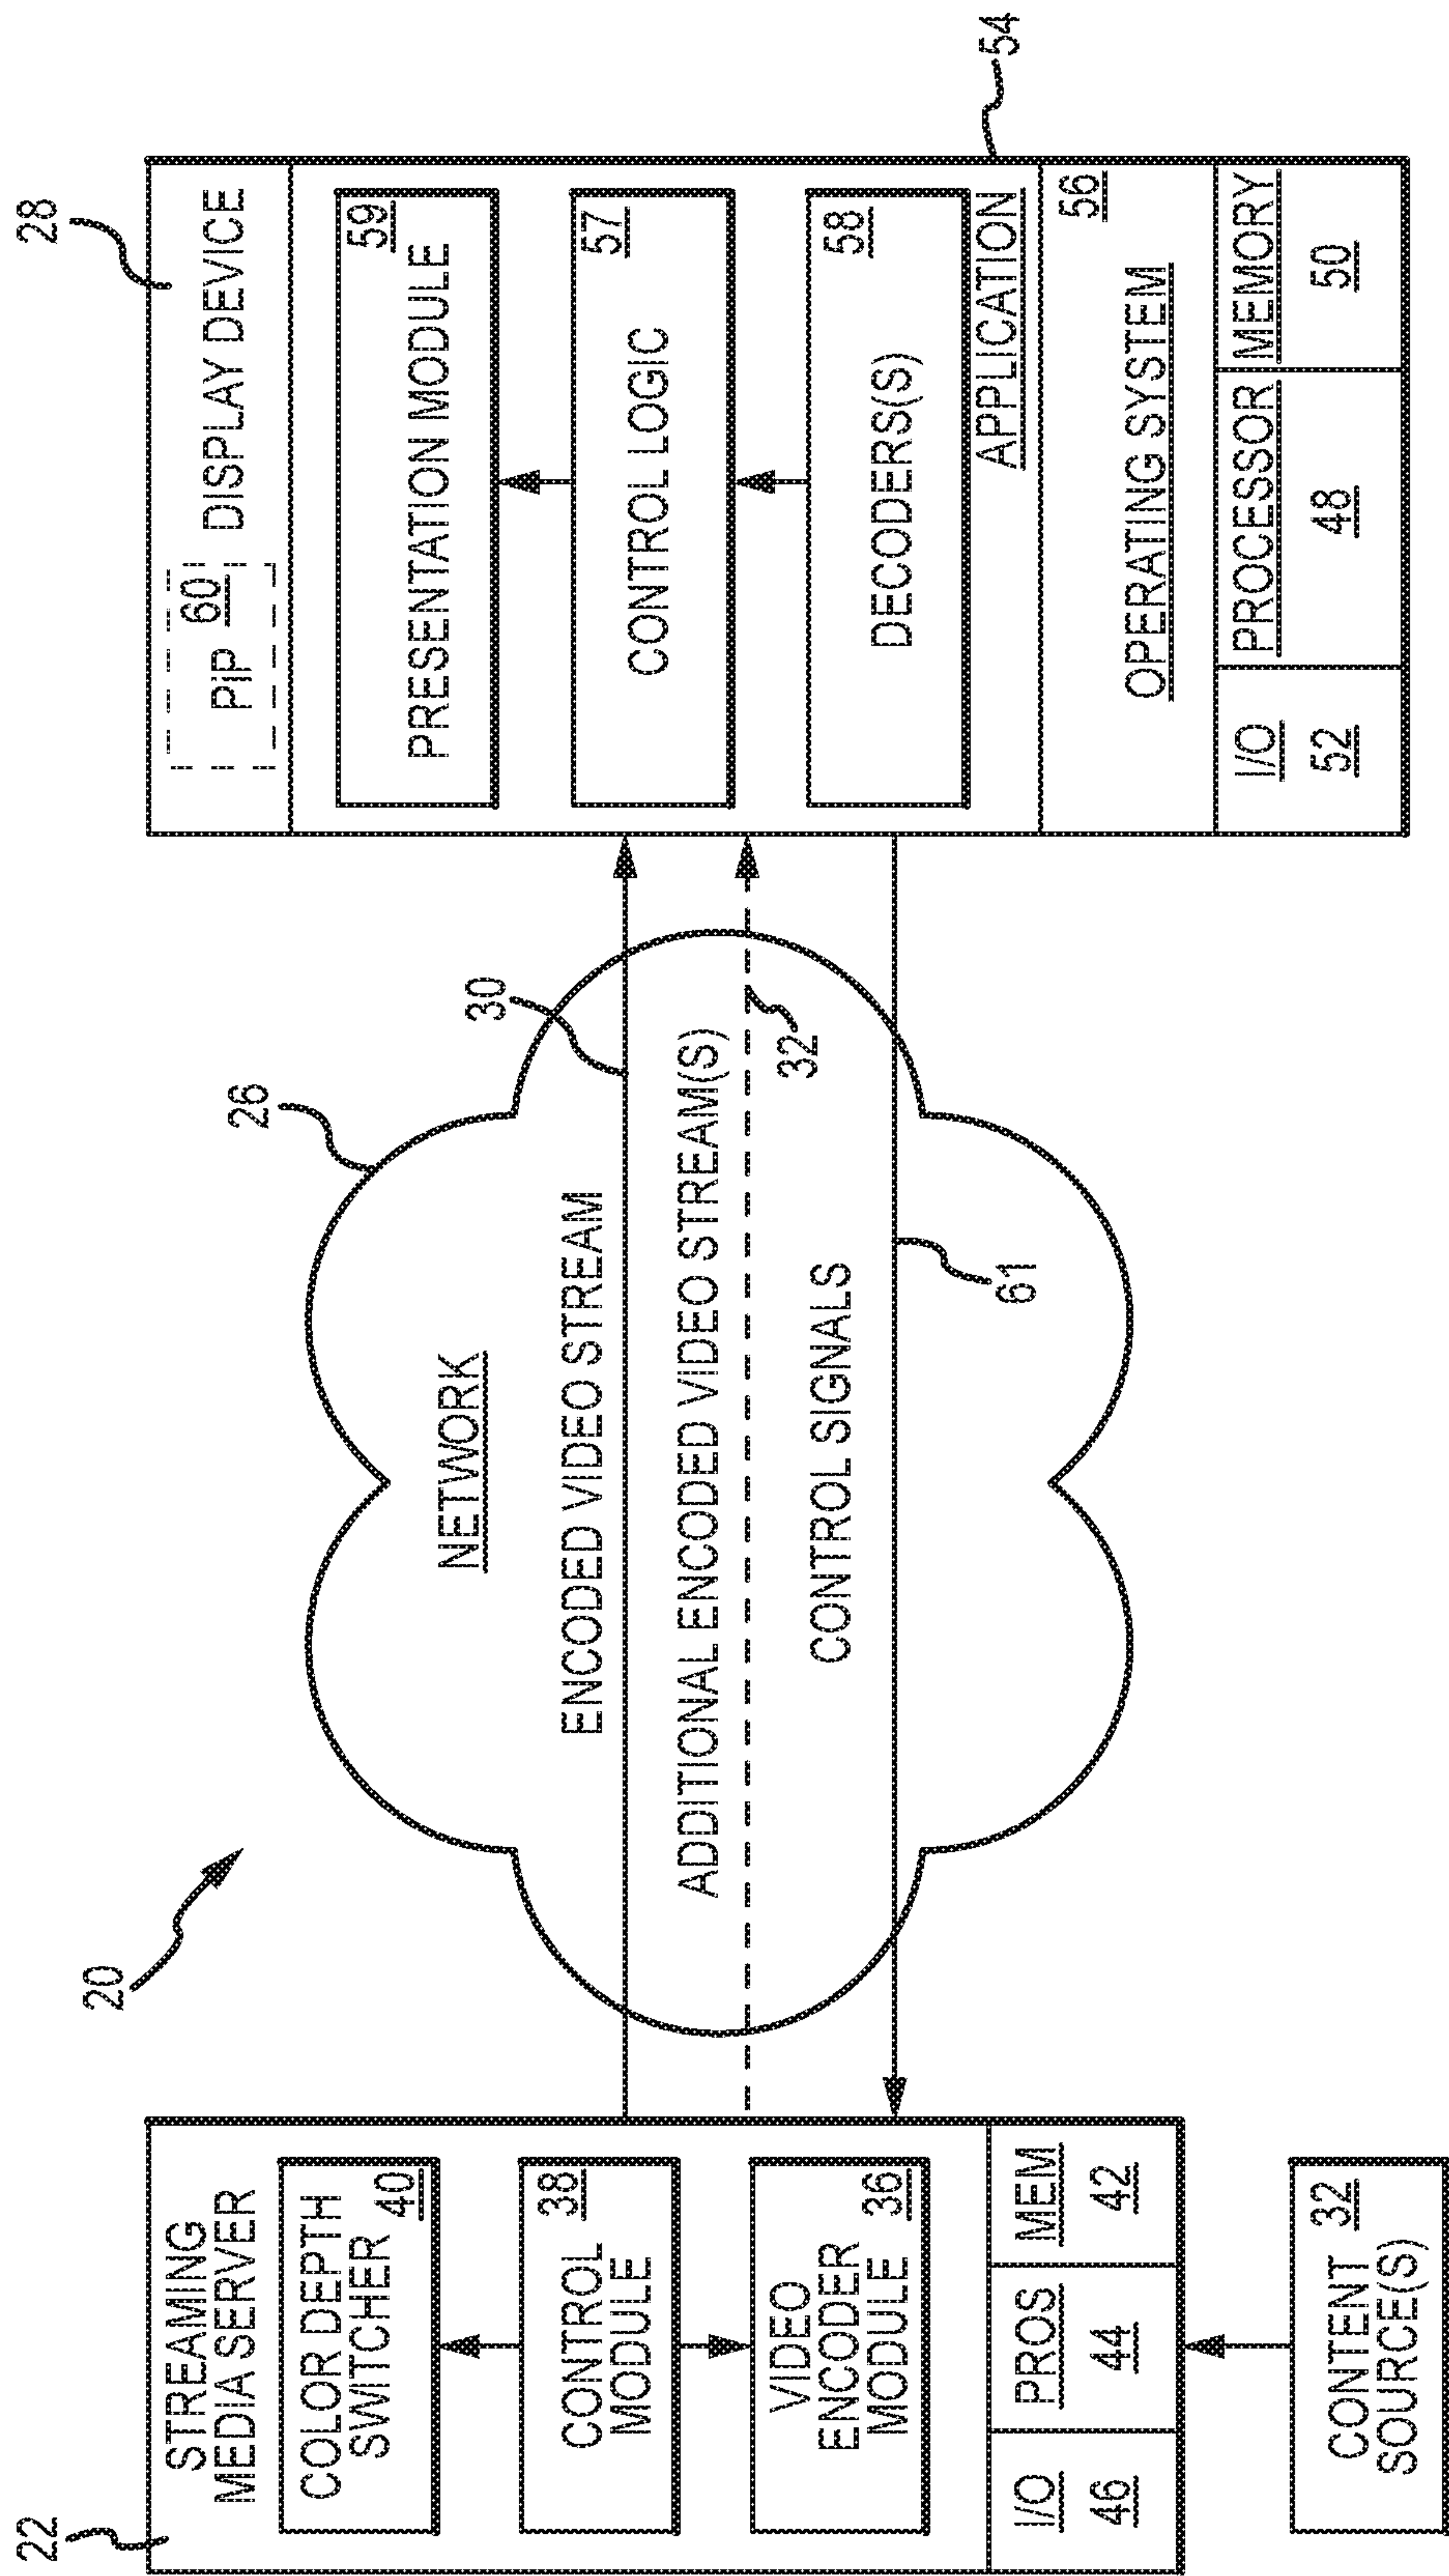 20
22
STREAMING
MEDIA SERVER
COLOR DEPTH
SWITCHER
40
CONTROL
MODULE
38
VIDEO
ENCODER
MODULE
36
I/O
46
PROS
44
MEM
42
CONTENT
SOURCE(S)
32
26
NETWORK
ENCODED VIDEO STREAM
30
ADDITIONAL ENCODED VIDEO STREAM(S)
32
CONTROL SIGNALS
61
28
PiP 60
DISPLAY DEVICE
PRESENTATION MODULE
59
CONTROL LOGIC
57
DECODERS(S)
58
APPLICATION
54
OPERATING SYSTEM
56
I/O
52
PROCESSOR
48
MEMORY
50